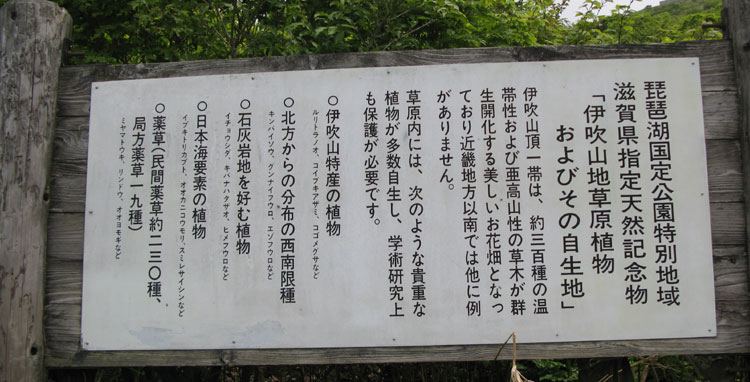 琵琶湖国定公園特別地域
滋賀県指定天然記念物
「伊吹山地草原植物
およびその自生地」
伊吹山頂一帯は、約三百種の温
帯性および亜高山性の草木が群
生開化する美しいお花畑となっ
ており近畿地方以南では他に例
がありません。
草原内には、次のような貴重な
植物が多数自生し、学術研究上
も保護が必要です。
○伊吹山特産の植物
ルリトラノオ、コイブキアザミ、コゴメグサなど
○北方からの分布の西南限種
キンバイソウ、グンナイフウロ、エゾフウロなど
○石灰岩地を好む植物
イチョウシダ、キバナハタザオ、ヒメフウロなど
○日本海要素の植物
イブキトリカブト、オオカニコウモリ、スミレサイシンなど
○薬草(民間薬草約二三〇種、
局方薬草一九種)
ミヤマトウキ、リンドウ、オオヨモギなど